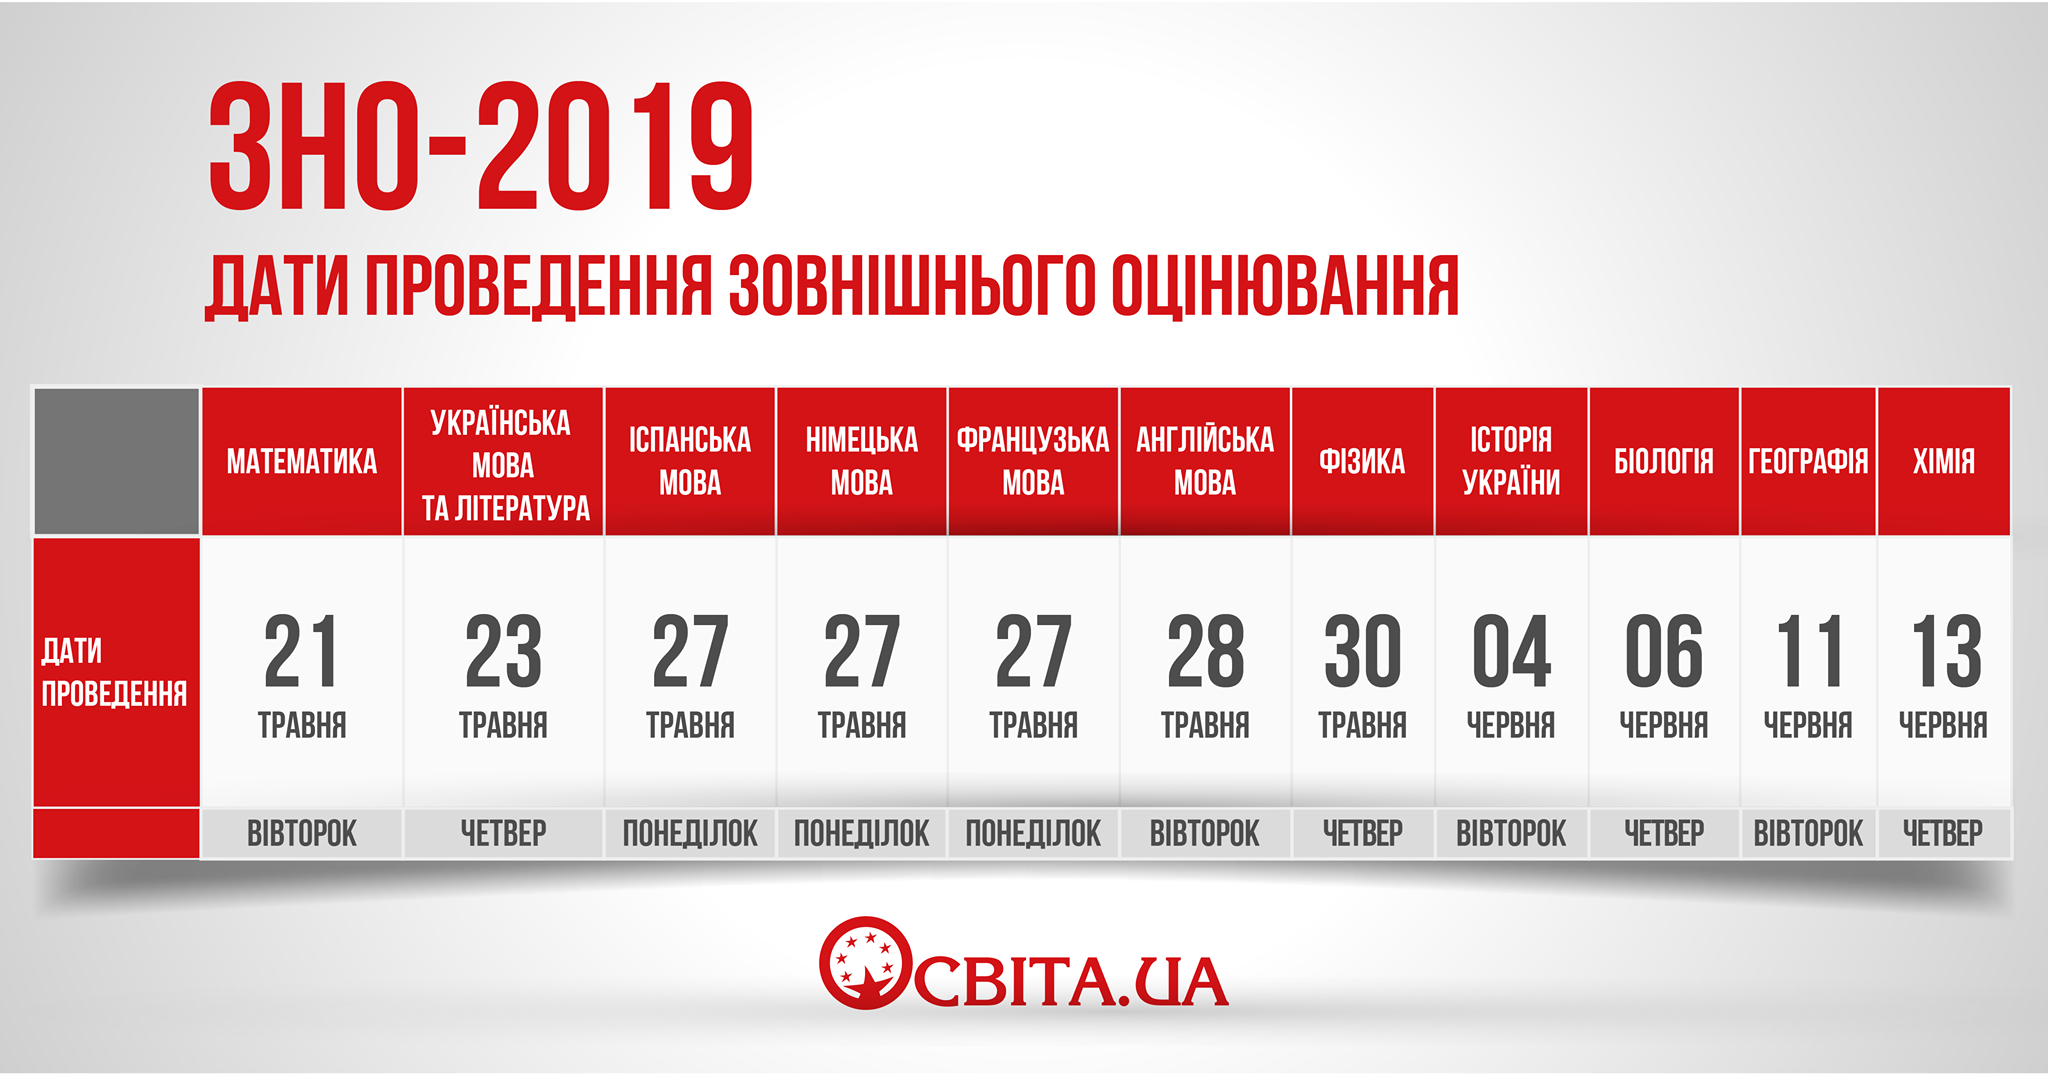 ЗНО-2019
ДАТИ ПРОВЕДЕННЯ ЗОВНІШНЬОГО ОЦІНЮВАННЯ
МАТЕМАТИКА
УКРАЇНСЬКА
МОВА
ТА ЛІТЕРАТУРА
ІСПАНСЬКА
МОВА
НІМЕЦЬКА
МОВА
ФРАНЦУЗЬКА
МОВА
АНГЛІЙСЬКА
МОВА
ФІЗИКА
ІСТОРІЯ
УКРАЇНИ
БІОЛОГІЯ
ГЕОГРАФІЯ
ХІМІЯ
ДАТИ
ПРОВЕДЕННЯ
21
ТРАВНЯ
23
ТРАВНЯ
27
ТРАВНЯ
27
ТРАВНЯ
27
ТРАВНЯ
28
ТРАВНЯ
30
ТРАВНЯ
04
ЧЕРВНЯ
06
ЧЕРВНЯ
11
ЧЕРВНЯ
13
ЧЕРВНЯ
ВІВТОРОК
ЧЕТВЕР
ПОНЕДІЛОК
ПОНЕДІЛОК
ПОНЕДІЛОК
ВІВТОРОК
ЧЕТВЕР
ВІВТОРОК
ЧЕТВЕР
ВІВТОРОК
ЧЕТВЕР
ОСВІТА.UA